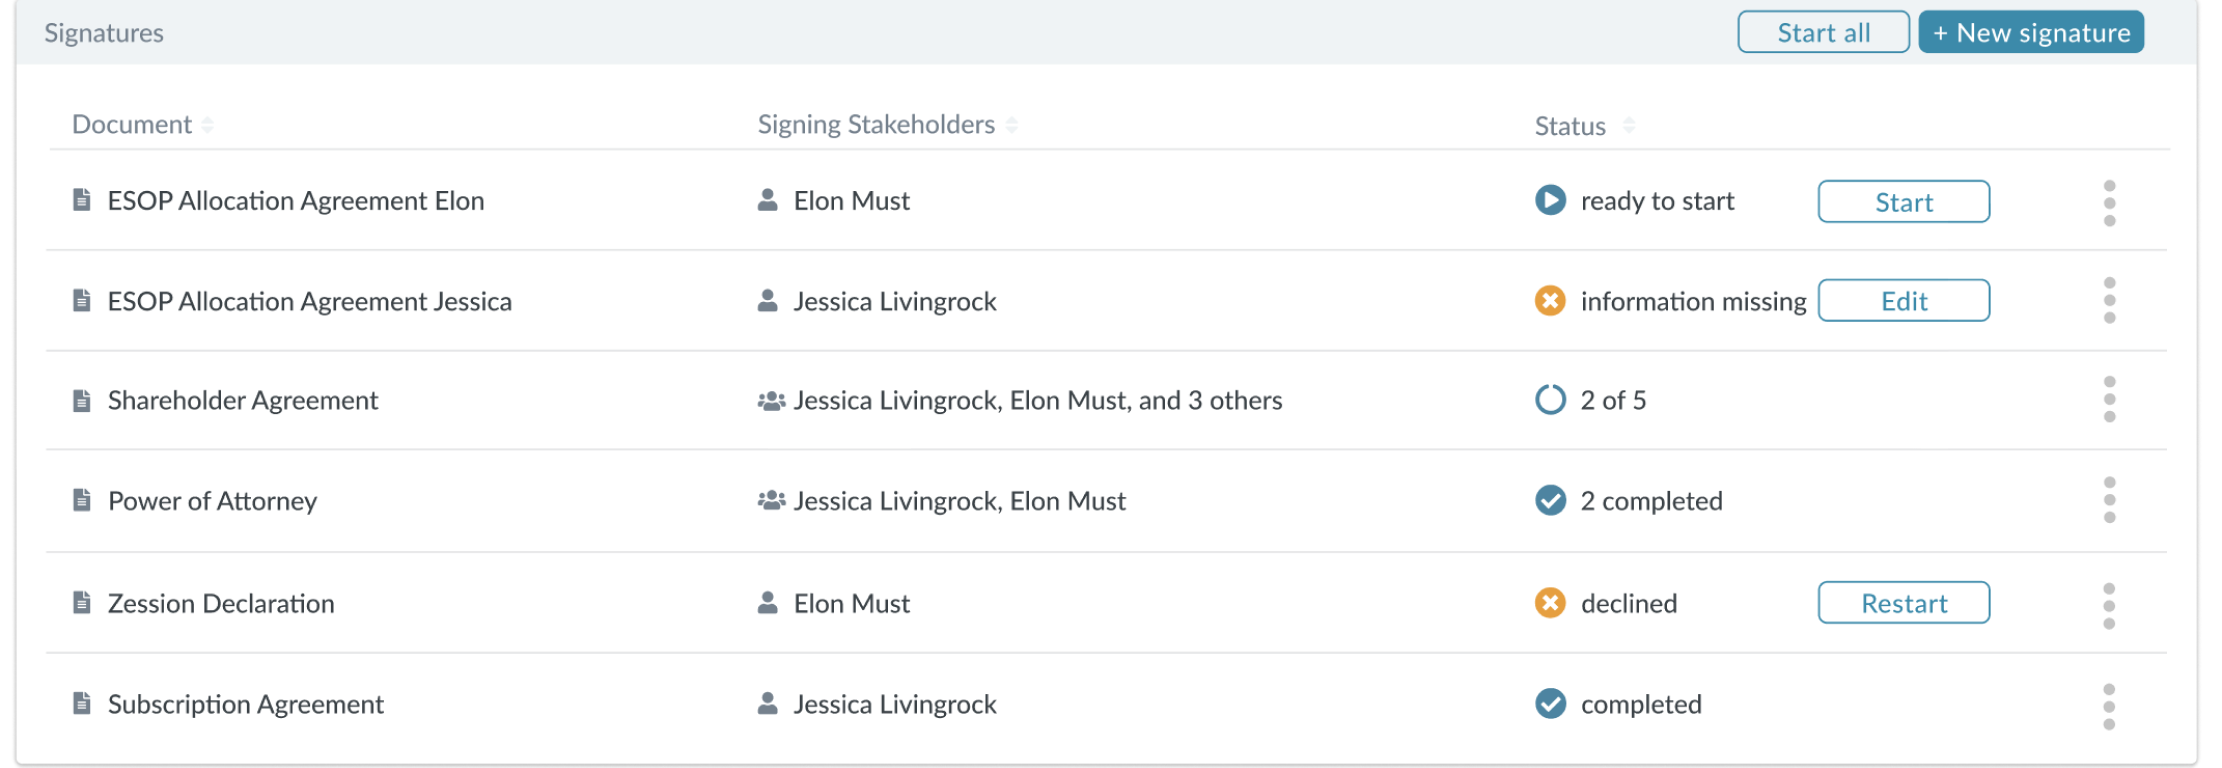 Signatures Start all + New signature
Document Signing Stakeholders Status
ESOP Allocation Agreement Elon Elon Must ready to start Start
ESOP Allocation Agreement Jessica Jessica Livingrock information missing Edit
Shareholder Agreement Jessica Livingrock, Elon Must, and 3 others 2 of 5
Power of Attorney Jessica Livingrock, Elon Must 2 completed
Zession Declaration Elon Must declined Restart
Subscription Agreement Jessica Livingrock completed